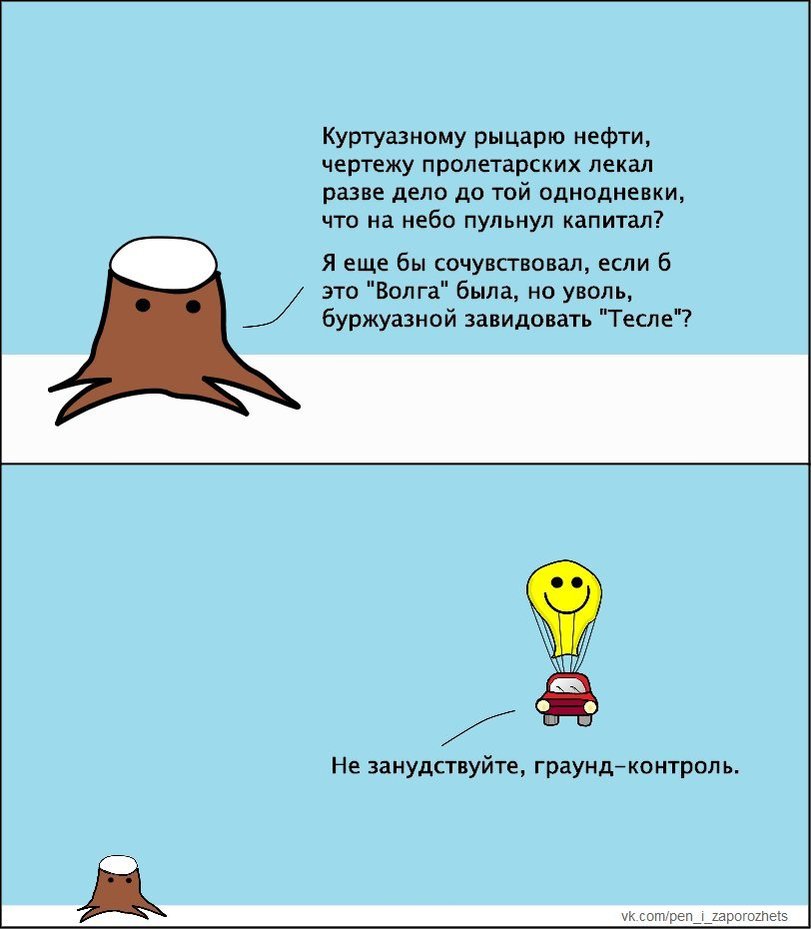 Куртуазному рыцарю нефти,
чертежу пролетарских лекал
разве дело до той однодневки,
что на небо пульнул капитал?
Я еще бы сочувствовал, если б
это "Волга" была, но уволь,
буржуазной завидовать "Тесле"?
Не занудствуйте, граунд-контроль.
vk.com/pen_i_zaporozhets